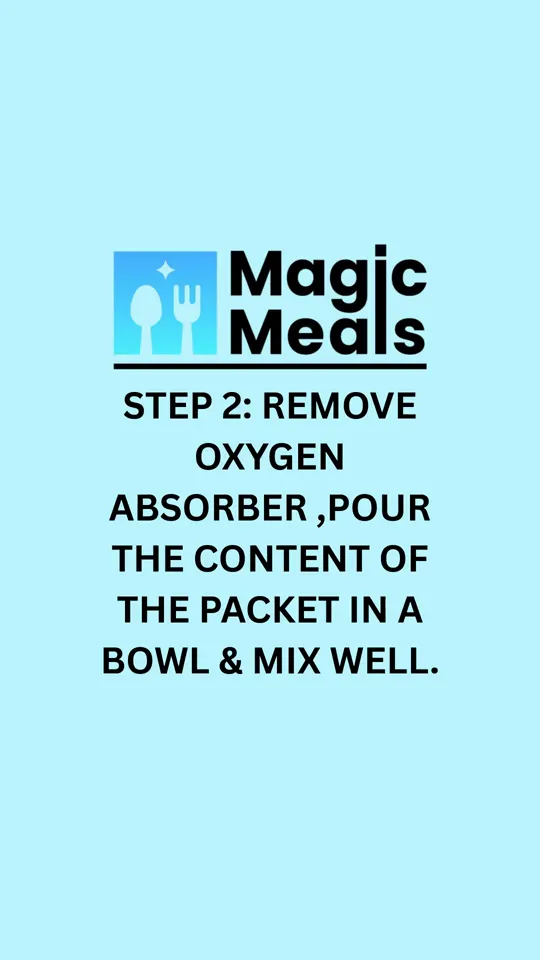 Magic
Meals
STEP 2: REMOVE
OXYGEN
ABSORBER ,POUR
THE CONTENT OF
THE PACKET IN A
BOWL & MIX WELL.